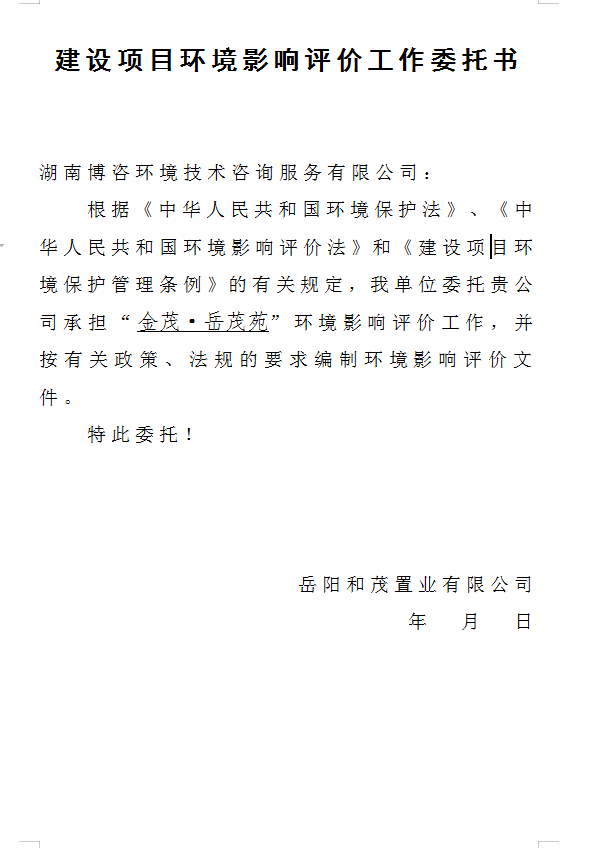 建设项目环境影响评价工作委托书
湖南博咨环境技术咨询服务有限公司：
根据《中华人民共和国环境保护法》、《中
华人民共和国环境影响评价法》和《建设项目环
境保护管理条例》的有关规定，我单位委托贵公
司承担“金茂·岳茂苑”环境影响评价工作，并
按有关政策、法规的要求编制环境影响评价文
件。
特此委托！
岳阳和茂置业有限公司
年 月 日